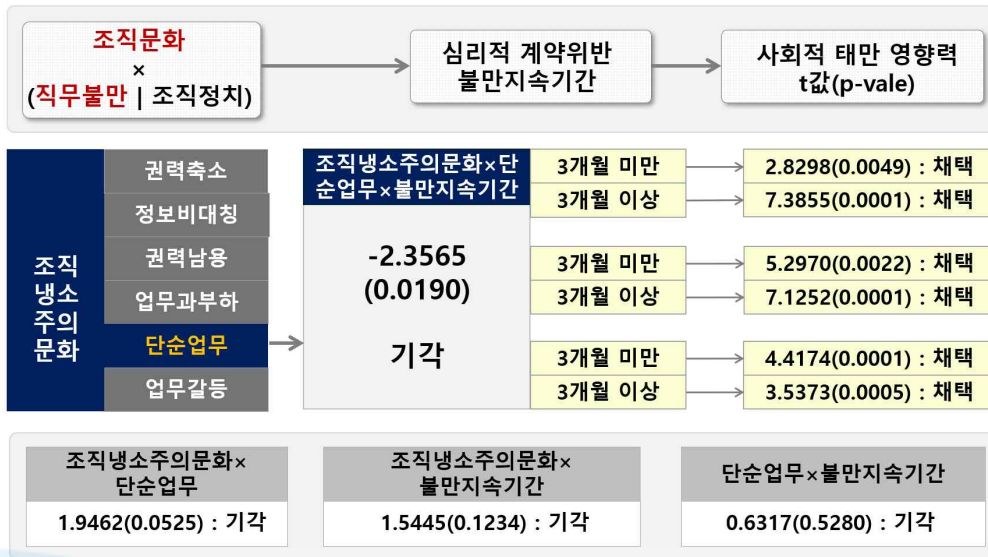 조직문화
×
(직무불만 | 조직정치)
심리적 계약위반
불만지속기간
사회적 태만 영향력
t값(p-vale)
조직
냉소
주의
문화
권력축소
정보비대칭
권력남용
업무과부하
단순업무
업무갈등
조직냉소주의문화×단
순업무×불만지속기간
-2.3565
(0.0190)
기각
3개월 미만
2.8298(0.0049) : 채택
3개월 이상
7.3855(0.0001) : 채택
3개월 미만
5.2970(0.0022) : 채택
3개월 이상
7.1252(0.0001) : 채택
3개월 미만
4.4174(0.0001) : 채택
3개월 이상
3.5373(0.0005) : 채택
조직냉소주의문화×
단순업무
1.9462(0.0525) : 기각
조직냉소주의문화×
불만지속기간
1.5445(0.1234) : 기각
단순업무×불만지속기간
0.6317(0.5280) : 기각